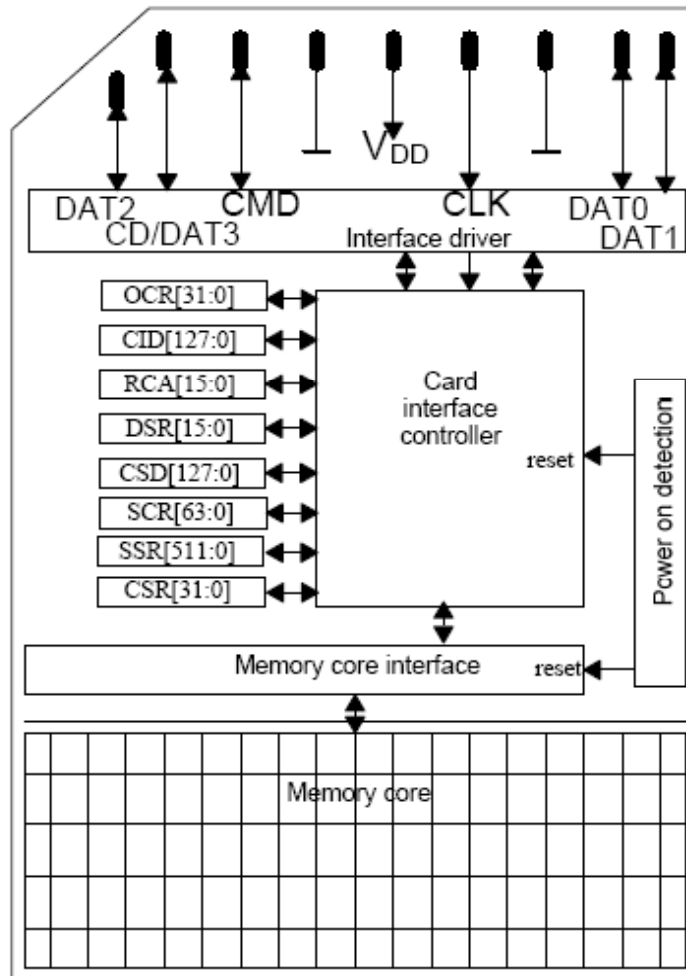 VDD
DAT2
CMD
CLK
DAT0
CD/DAT3
Interface driver
DAT1
OCR[31:0]
CID[127:0]
RCA[15:0]
DSR[15:0]
CSD[127:0]
SCR[63:0]
SSR[511:0]
CSR[31:0]
Card
interface
controller
reset
Power on detection
Memory core interface
reset
Memory core